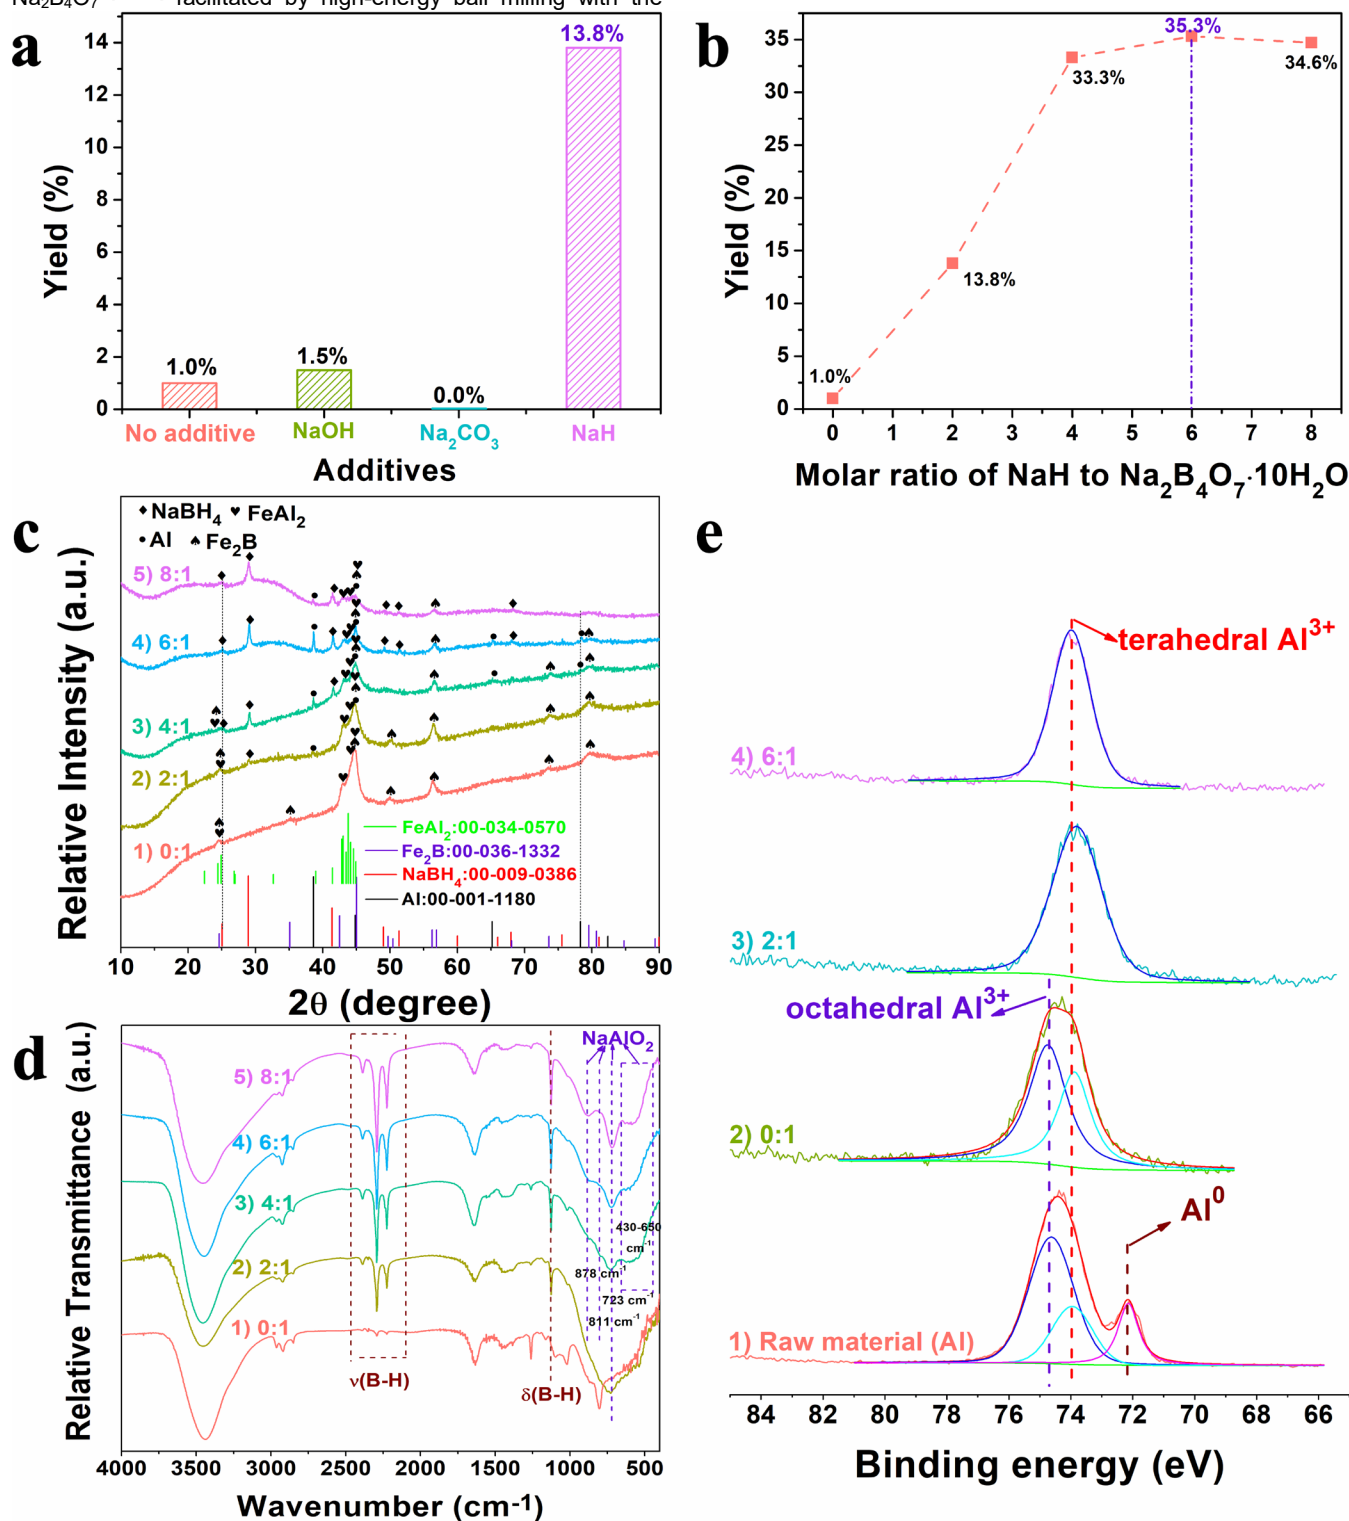 facilitated by high-energy ball milling with the
a
14
12
10
8
6
4
2
0
Yield (%)
1.0%
1.5%
0.0%
13.8%
No additive
NaOH
Na2CO3
NaH
Additives
b
35
30
25
20
15
10
5
0
Yield (%)
1.0%
13.8%
33.3%
35.3%
34.6%
0 1 2 3 4 5 6 7 8
Molar ratio of NaH to Na2B4O7·10H2O
c
♦NaBH4 ♥ FeAl2
•Al ♠ Fe2B
5) 8:1
4) 6:1
3) 4:1
2) 2:1
1) 0:1
FeAl2:00-034-0570
Fe2B:00-036-1332
NaBH4:00-009-0386
Al:00-001-1180
Relative Intensity (a.u.)
10 20 30 40 50 60 70 80 90
2θ (degree)
d
NaAlO2
5) 8:1
4) 6:1
3) 4:1
2) 2:1
1) 0:1
430-650
cm-1
878 cm-1
723 cm-1
811 cm-1
ν(B-H)
δ(B-H)
Relative Transmittance (a.u.)
4000 3500 3000 2500 2000 1500 1000 500
Wavenumber (cm-1)
e
terahedral Al3+
4) 6:1
3) 2:1
octahedral Al3+
2) 0:1
Al0
1) Raw material (Al)
84 82 80 78 76 74 72 70 68 66
Binding energy (eV)